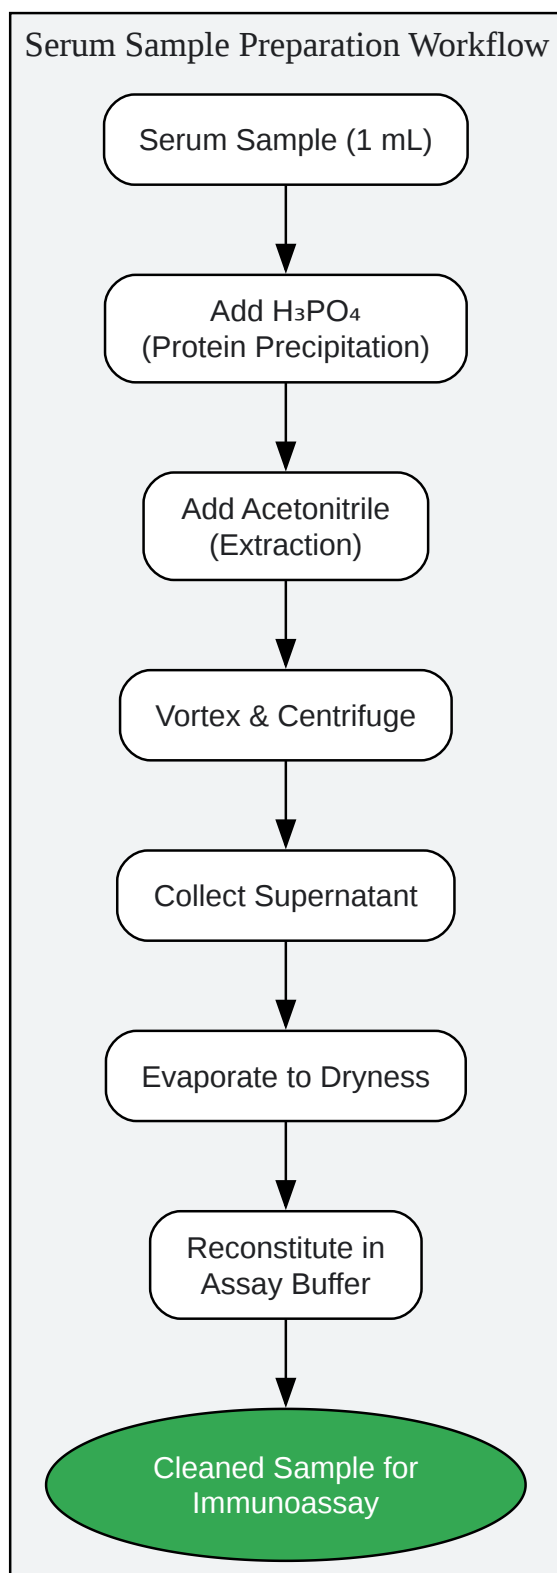 Serum Sample Preparation Workflow
Serum Sample (1 mL)
Add H₃PO₄
(Protein Precipitation)
Add Acetonitrile
(Extraction)
Vortex & Centrifuge
Collect Supernatant
Evaporate to Dryness
Reconstitute in
Assay Buffer
Cleaned Sample for
Immunoassay